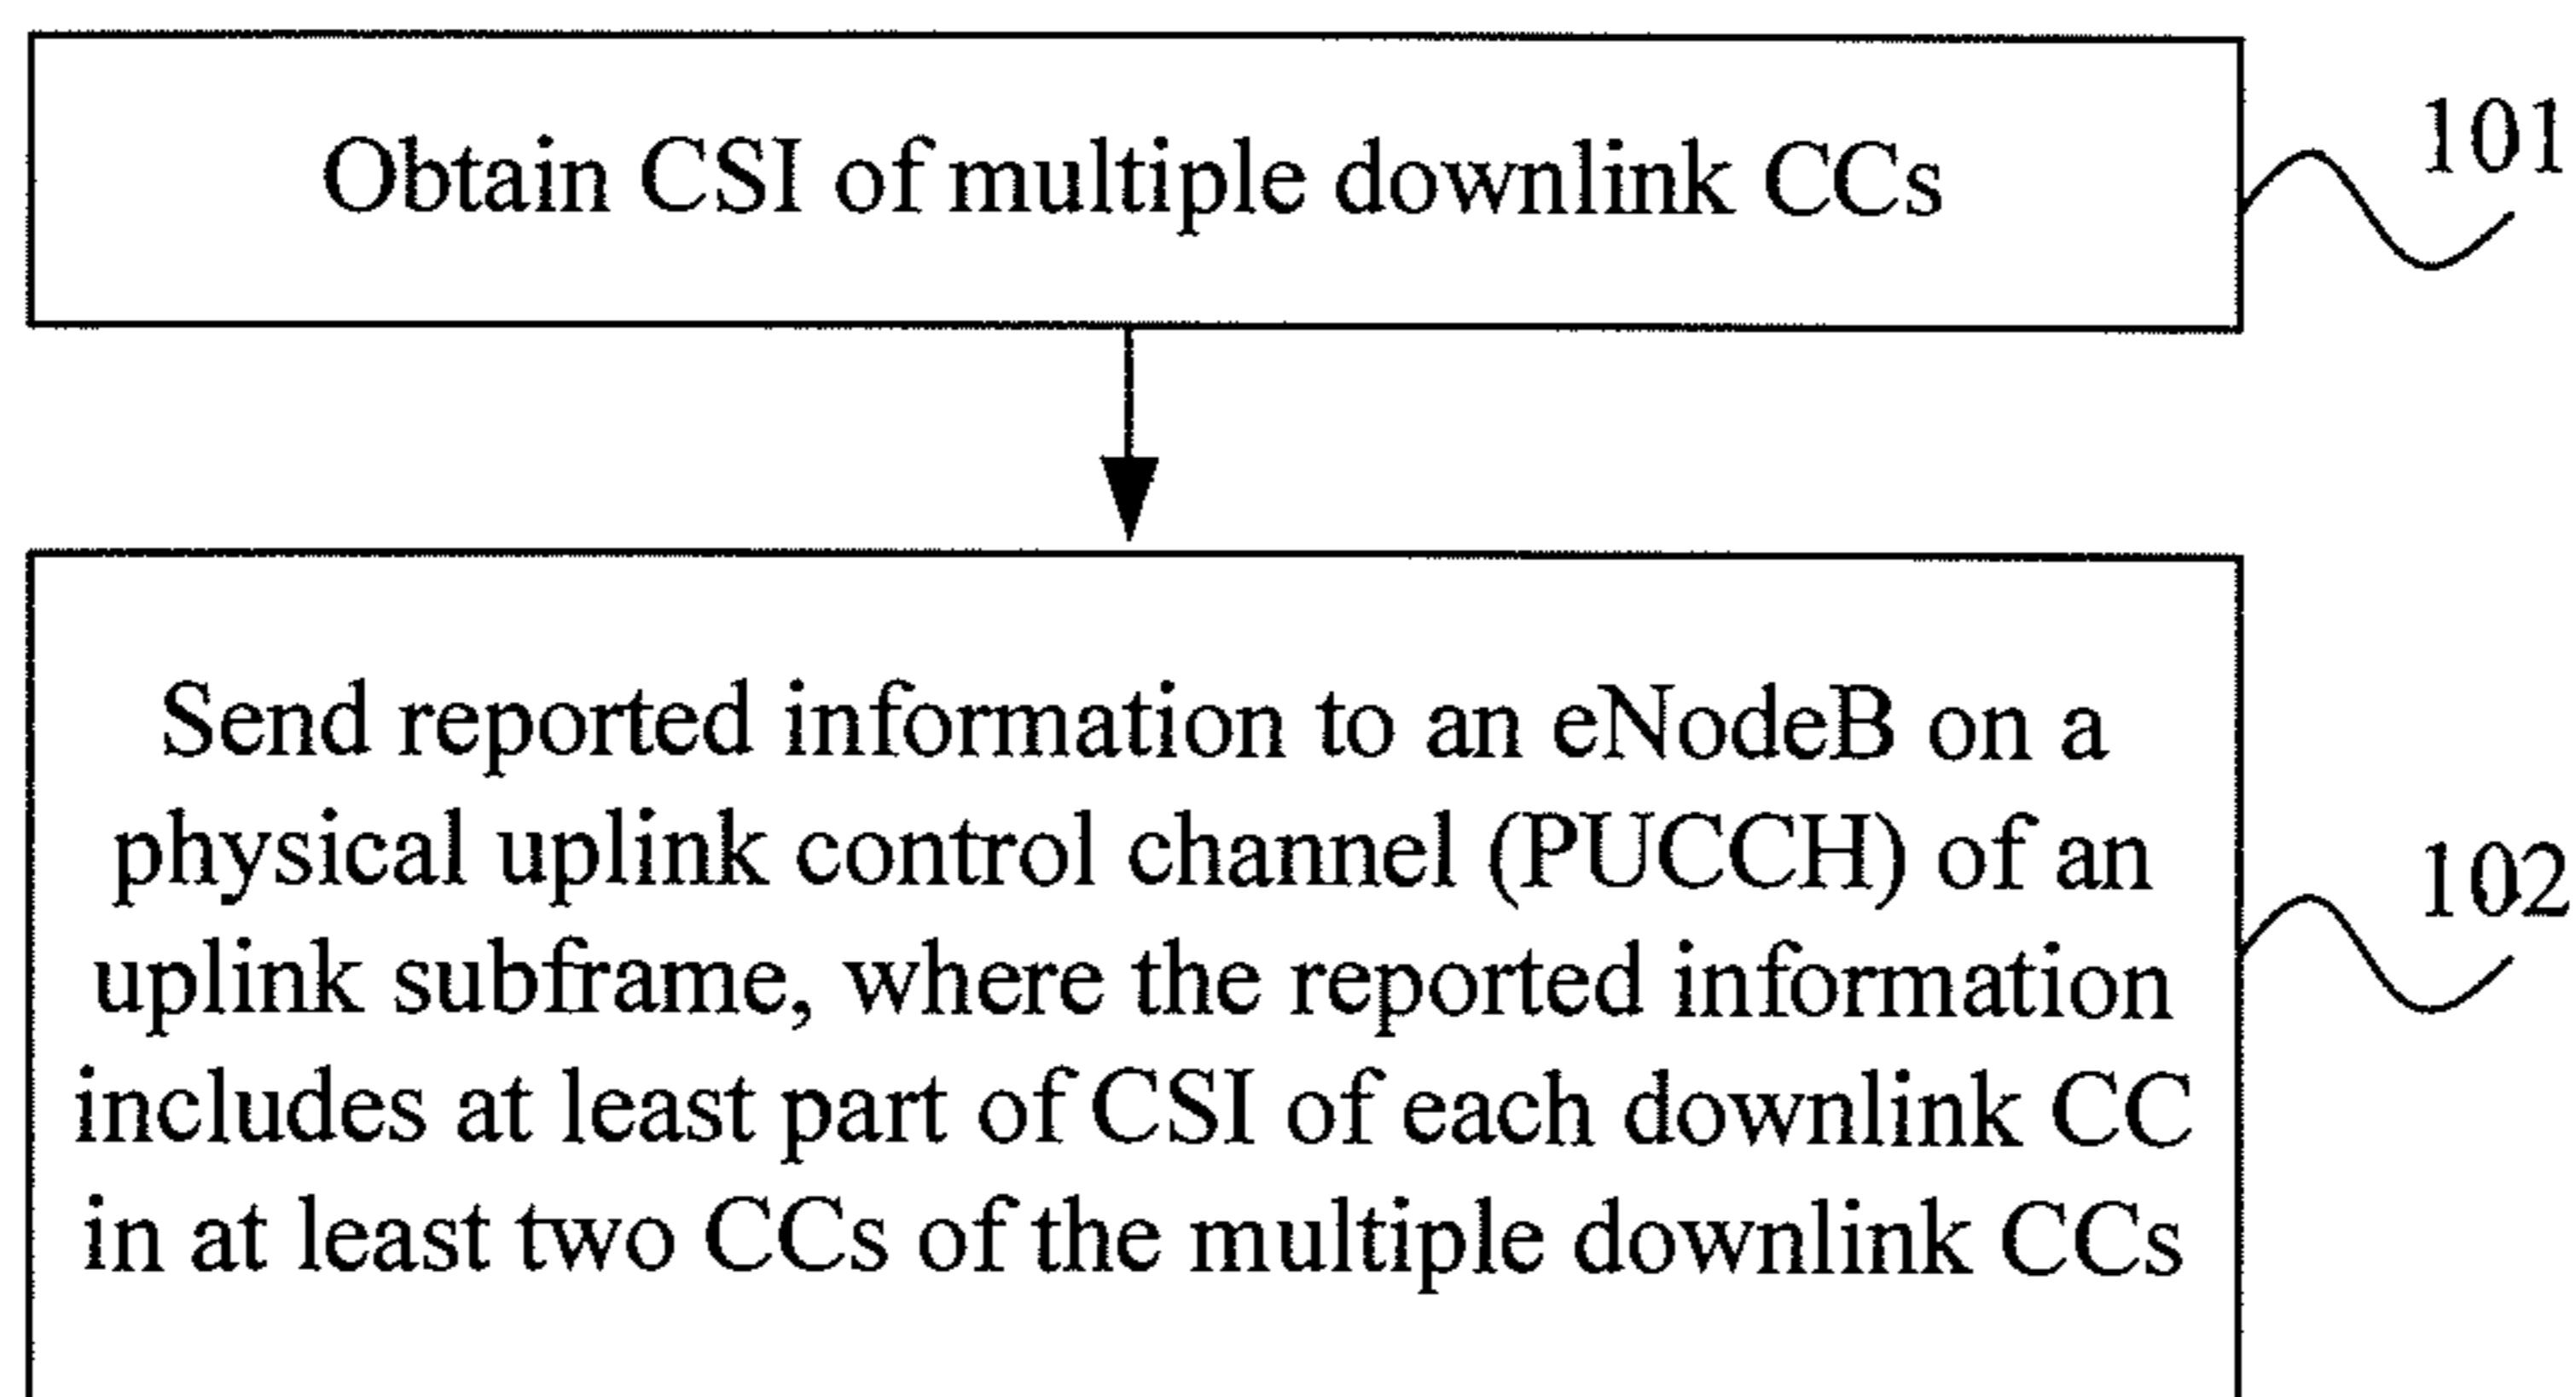 Obtain CSI of multiple downlink CCs
101
Send reported information to an eNodeB on a
physical uplink control channel (PUCCH) of an
uplink subframe, where the reported information
includes at least part of CSI of each downlink CC
in at least two CCs of the multiple downlink CCs
102